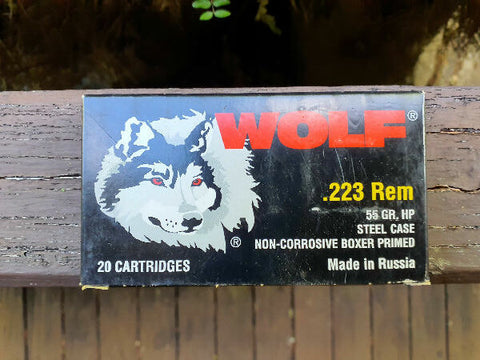 WOLF®
.223 Rem
55 GR, HP
STEEL CASE
NON-CORROSIVE BOXER PRIMED
®
20 CARTRIDGES
Made in Russia